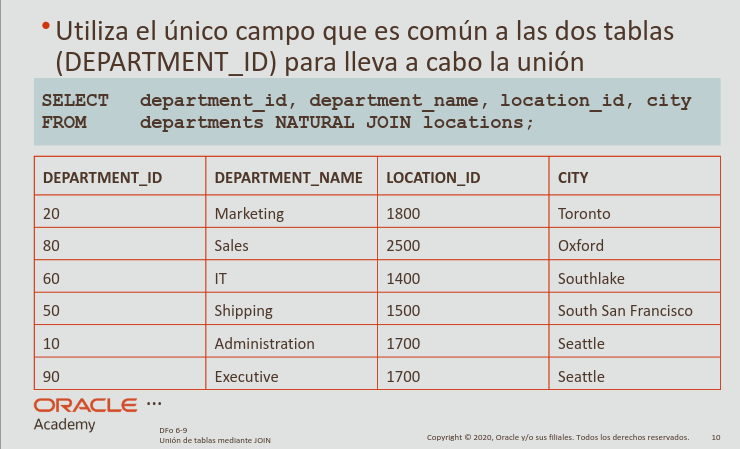 • Utiliza el único campo que es común a las dos tablas
(DEPARTMENT_ID) para lleva a cabo la unión
SELECT department_id, department_name, location_id, city
FROM departments NATURAL JOIN locations;
DEPARTMENT_ID DEPARTMENT_NAME LOCATION_ID CITY
20 Marketing 1800 Toronto
80 Sales 2500 Oxford
60 IT 1400 Southlake
50 Shipping 1500 South San Francisco
10 Administration 1700 Seattle
90 Executive 1700 Seattle
ORACLE ...
Academy
DFo 6-9
Unión de tablas mediante JOIN
Copyright © 2020, Oracle y/o sus filiales. Todos los derechos reservados. 10